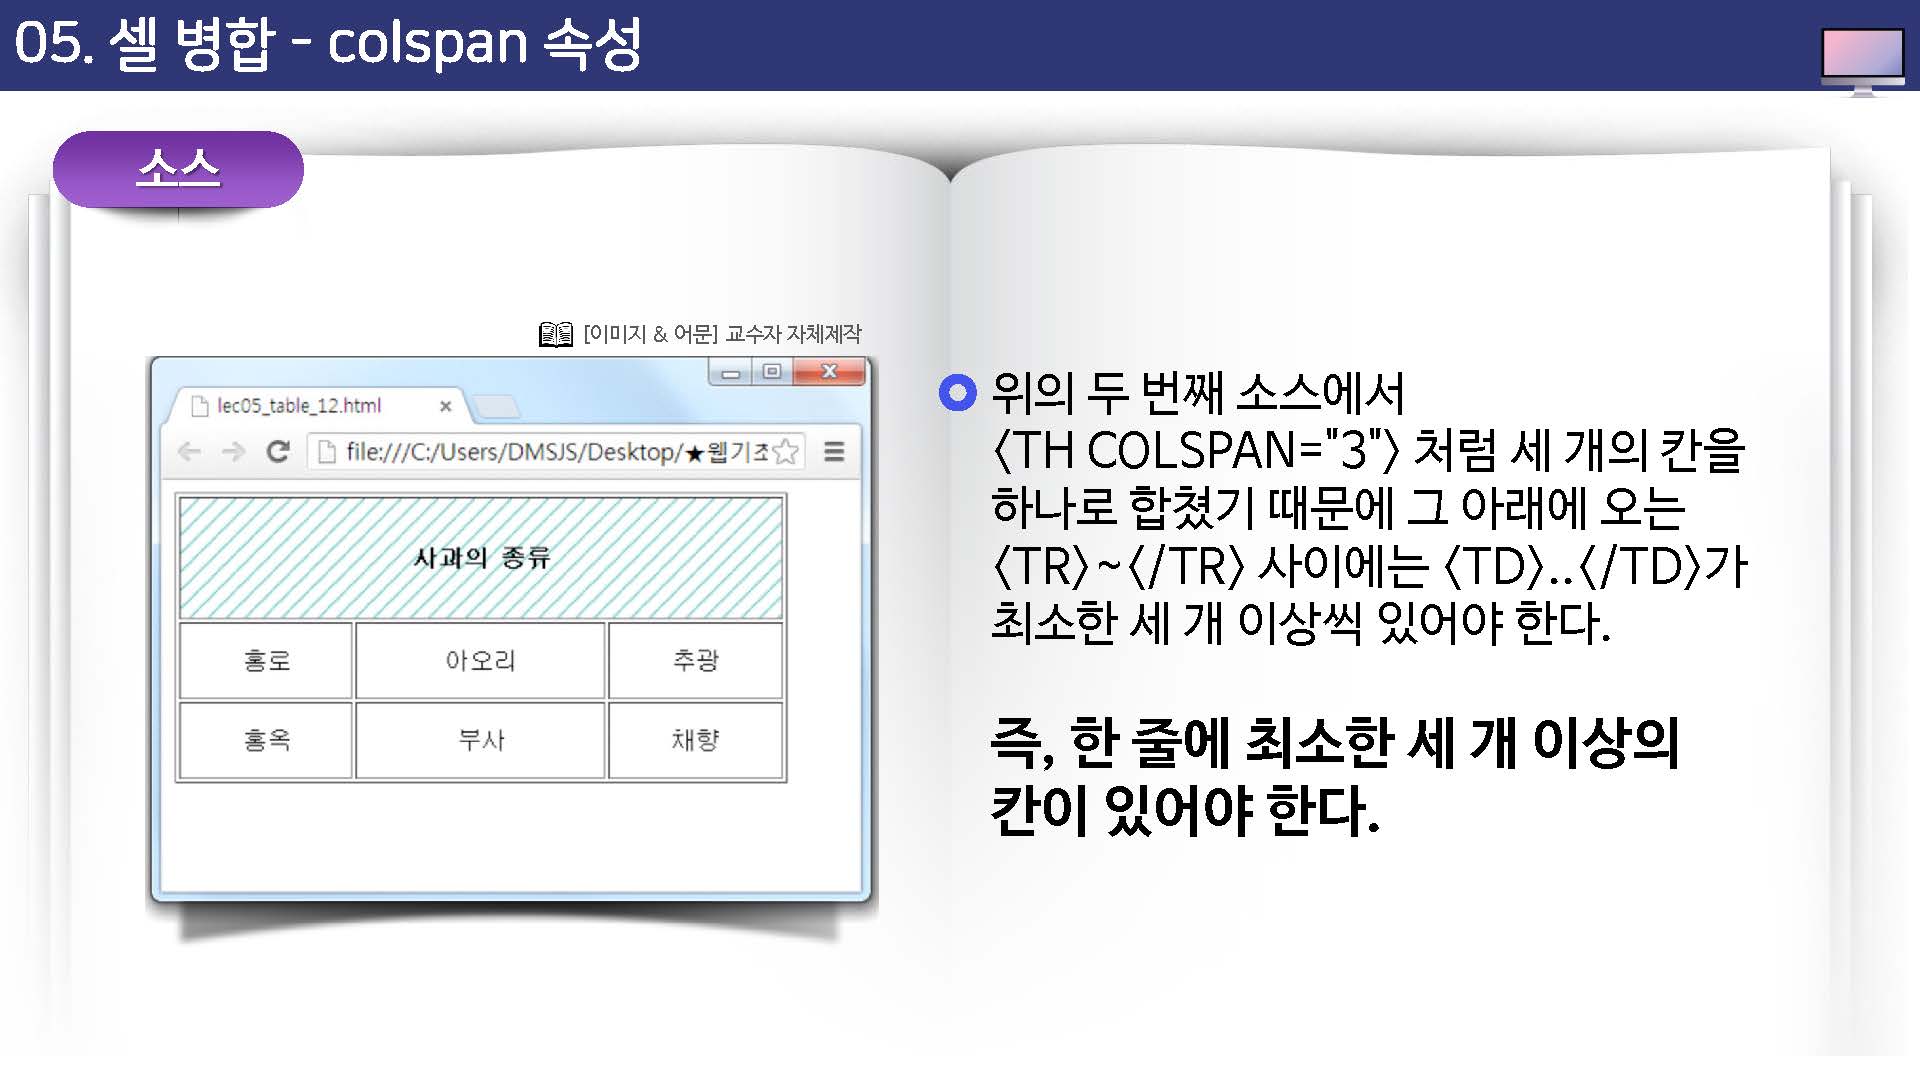 05. 셀 병합 - colspan 속성
소스
[이미지 & 어문] 교수자 자체제작
lec05_table_12.html
file:///C:/Users/DMSJS/Desktop/★웹기초
사과의 종류
홍로 아오리 추광
홍옥 부사 채향
위의 두 번째 소스에서
<TH COLSPAN="3"> 처럼 세 개의 칸을
하나로 합쳤기 때문에 그 아래에 오는
<TR>~</TR> 사이에는 <TD>..</TD>가
최소한 세 개 이상씩 있어야 한다.
즉, 한 줄에 최소한 세 개 이상의
칸이 있어야 한다.